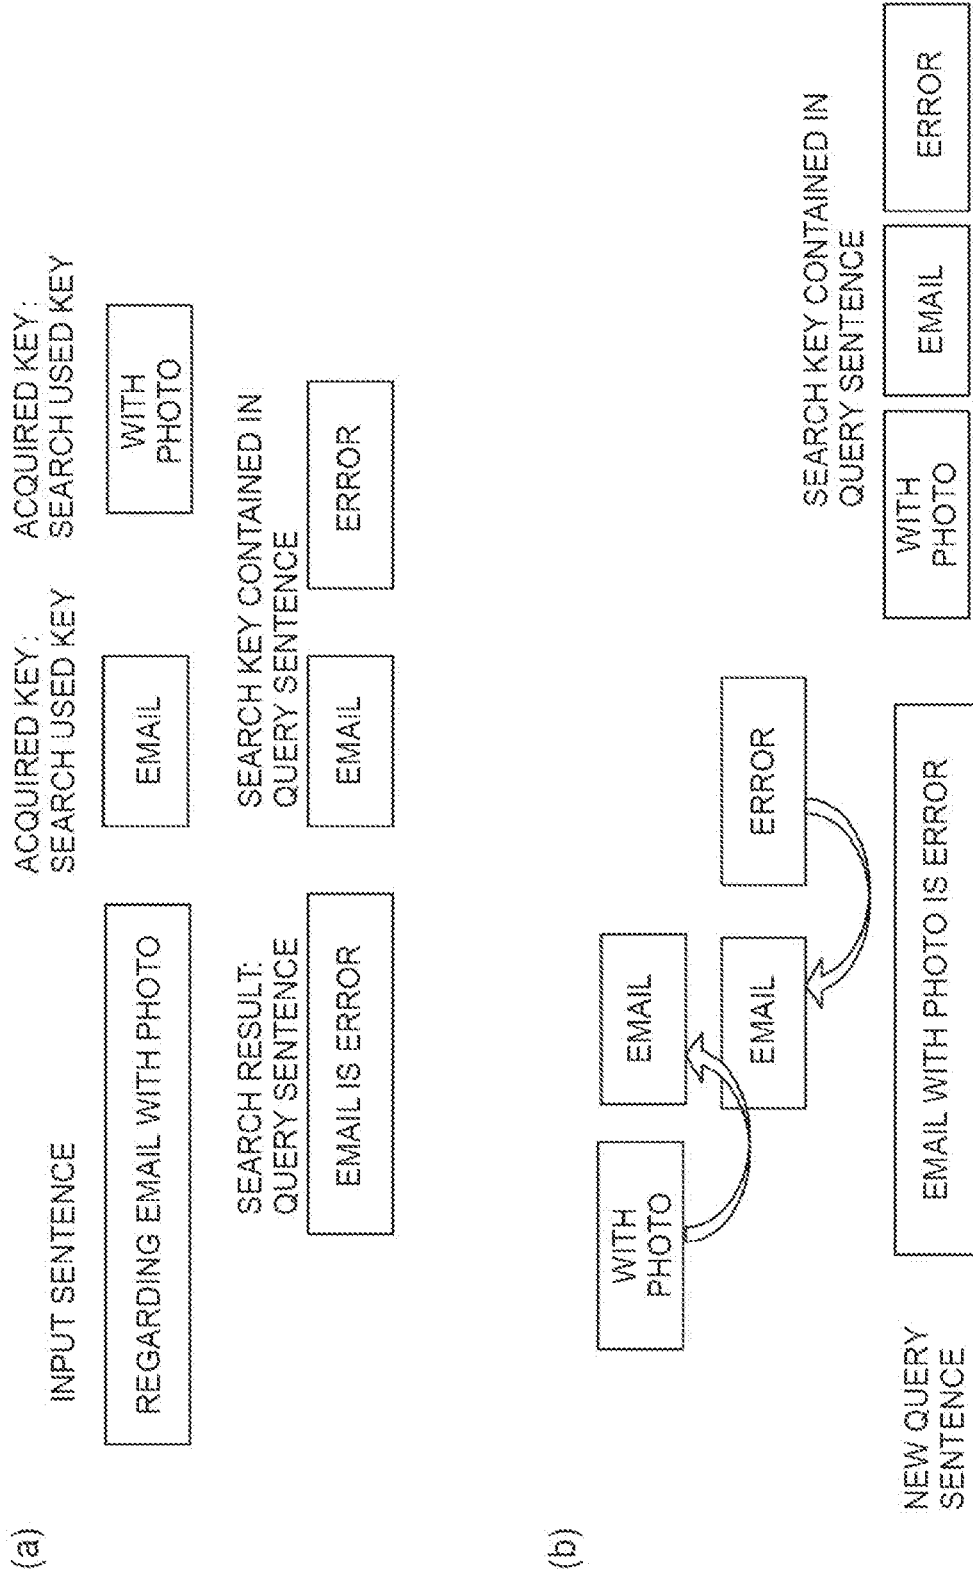 (a)
INPUT SENTENCE
REGARDING EMAIL WITH PHOTO
ACQUIRED KEY:
SEARCH USED KEY
EMAIL
ACQUIRED KEY:
SEARCH USED KEY
WITH
PHOTO
SEARCH RESULT:
QUERY SENTENCE
EMAIL IS ERROR
SEARCH KEY CONTAINED IN
QUERY SENTENCE
EMAIL
ERROR
(b)
WITH
PHOTO
EMAIL
EMAIL
ERROR
NEW QUERY
SENTENCE
EMAIL WITH PHOTO IS ERROR
SEARCH KEY CONTAINED IN
QUERY SENTENCE
WITH
PHOTO
EMAIL
ERROR